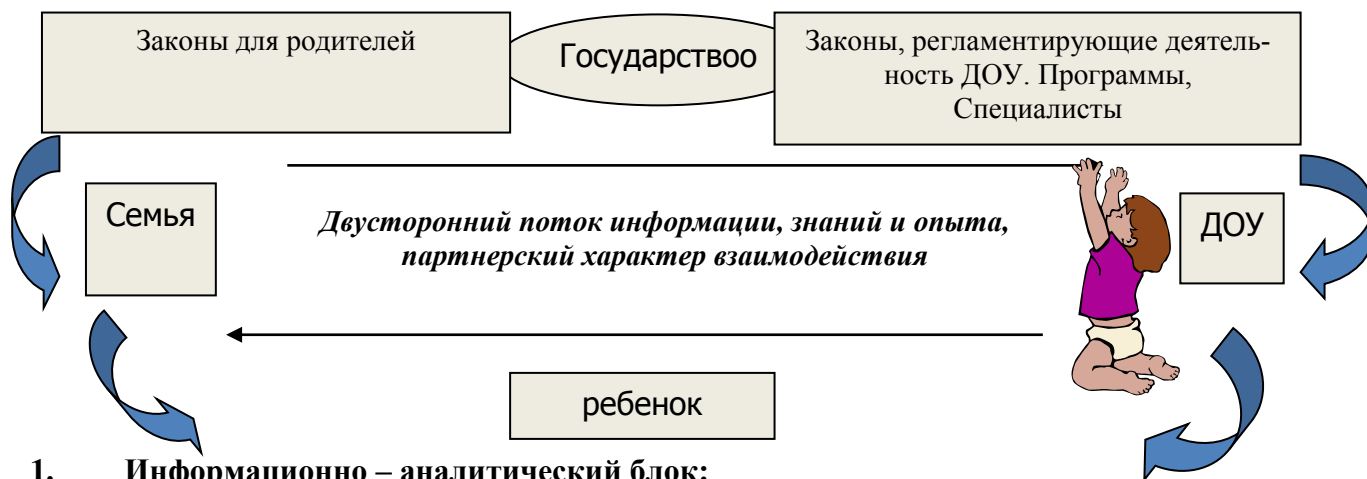 Законы для родителей
Государствоо
Законы, регламентирующие деятель-
ность ДОУ. Программы,
Специалисты
Семья
Двусторонний поток информации, знаний и опыта,
партнерский характер взаимодействия
ДОУ
ребенок
1. Информационно – аналитический блок: